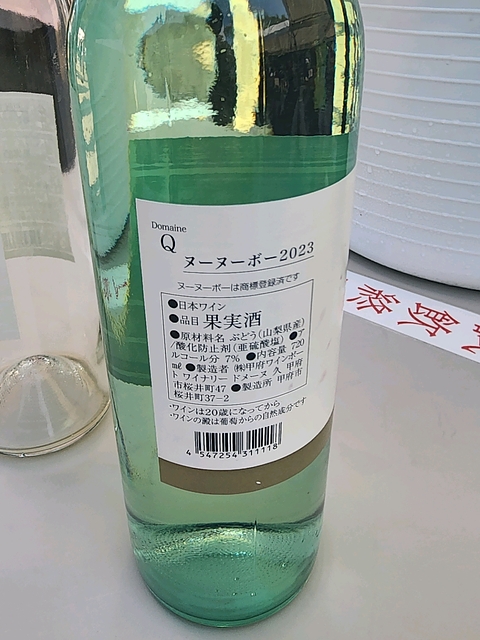 Domaine
Q
ヌーヌーボー2023
ヌーヌーボーは商標登録済です
●日本ワイン
●品目 果実酒
●原材料名 ぶどう(山梨県産)
/酸化防止剤(亜硫酸塩) ●ア
ルコール分 7% ●内容量 720
mℓ ●製造者 ㈱甲府ワインポー
ト ワイナリー ドメーヌ 久 甲府
市桜井町47 ●製造所 甲府市
桜井町37−2
・ワインは20歳になってから
・ワインの澱は葡萄からの自然成分です
4 547254 311118
飲